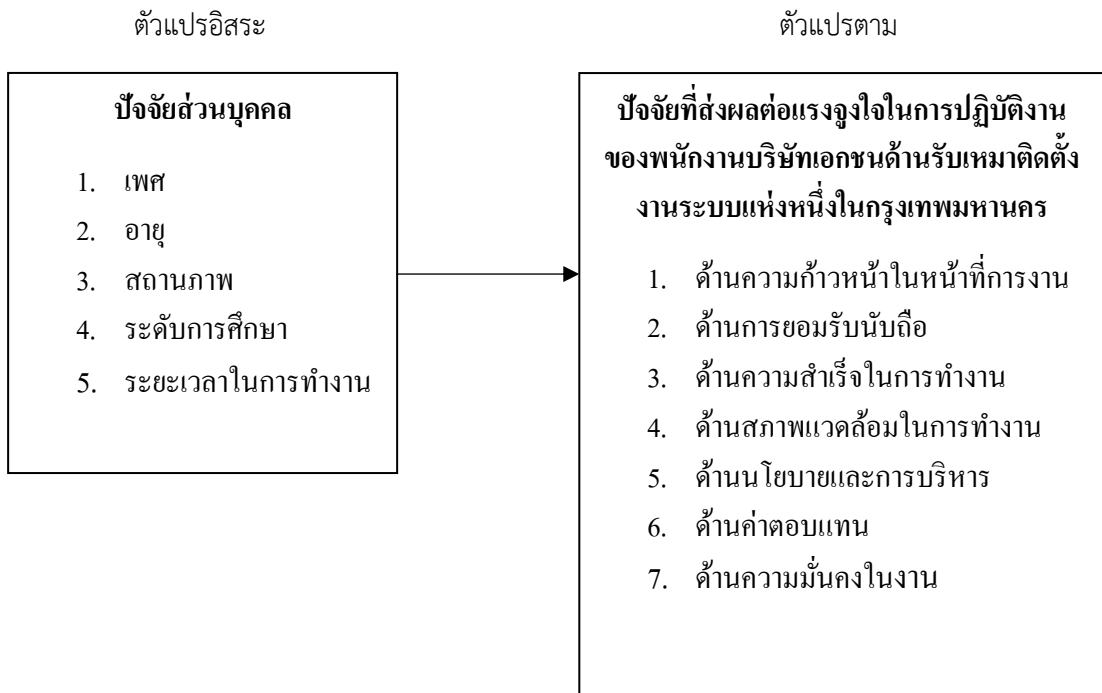 ตัวแปรอิสระ
ตัวแปรตาม
ปัจจัยส่วนบุคคล
1. เพศ
2. อายุ
3. สถานภาพ
4. ระดับการศึกษา
5. ระยะเวลาในการทำงาน
ปัจจัยที่ส่งผลต่อแรงจูงใจในการปฏิบัติงาน
ของพนักงานบริษัทเอกชนด้านรับเหมาติดตั้ง
งานระบบแห่งหนึ่งในกรุงเทพมหานคร
1. ด้านความก้าวหน้าในหน้าที่การงาน
2. ด้านการยอมรับนับถือ
3. ด้านความสำเร็จในการทำงาน
4. ด้านสภาพแวดล้อมในการทำงาน
5. ด้านนโยบายและการบริหาร
6. ด้านค่าตอบแทน
7. ด้านความมั่นคงในงาน